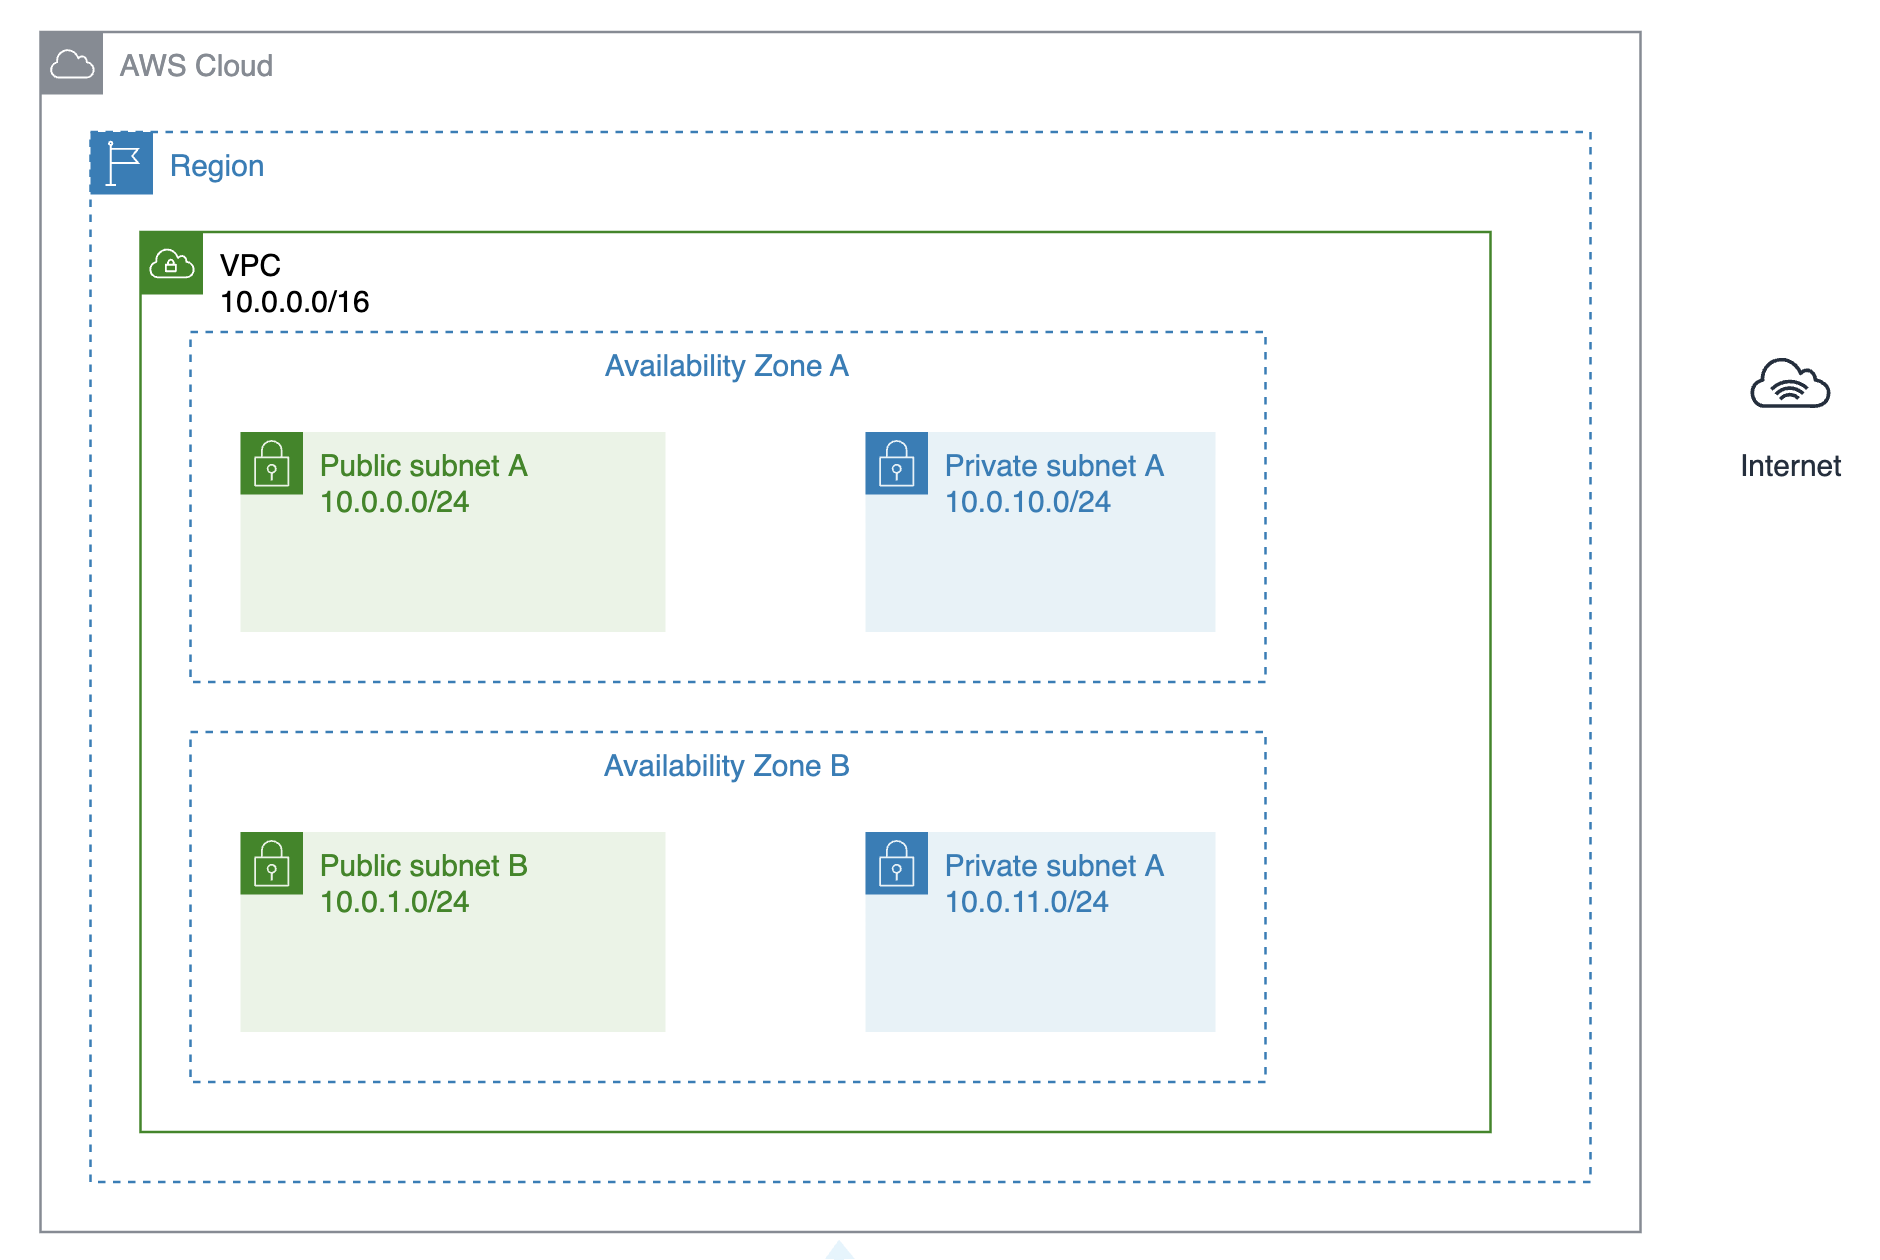 AWS Cloud
Region
VPC
10.0.0.0/16
Availability Zone A
Public subnet A
10.0.0.0/24
Private subnet A
10.0.10.0/24
Internet
Availability Zone B
Public subnet B
10.0.1.0/24
Private subnet A
10.0.11.0/24